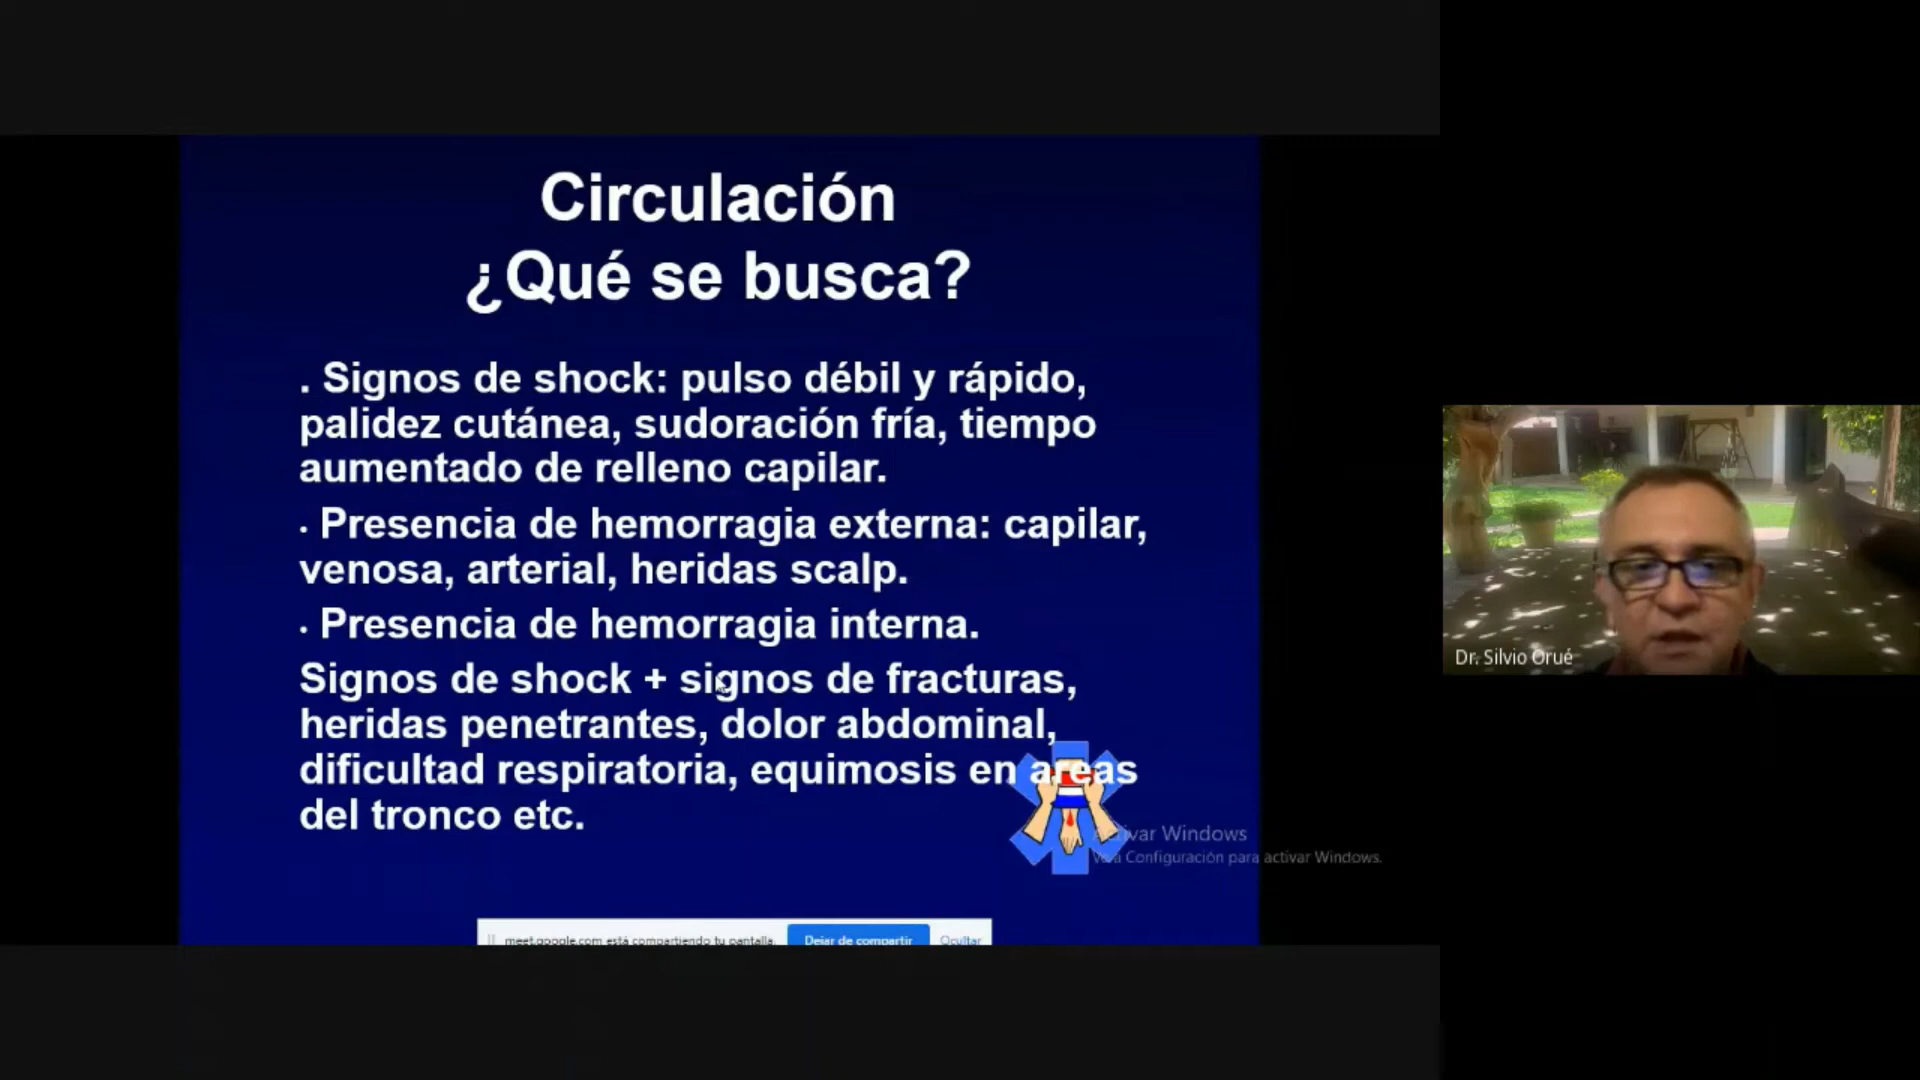 Circulación
¿Qué se busca?
. Signos de shock: pulso débil y rápido,
palidez cutánea, sudoración fría, tiempo
aumentado de relleno capilar.
· Presencia de hemorragia externa: capilar,
venosa, arterial, heridas scalp.
· Presencia de hemorragia interna.
Signos de shock + signos de fracturas,
heridas penetrantes, dolor abdominal,
dificultad respiratoria, equimosis en areas
del tronco etc.
Activar Windows
Ve a Configuración para activar Windows.
meet.google.com está compartiendo tu pantalla.
Dejar de compartir
Ocultar
Dr. Silvio Orué